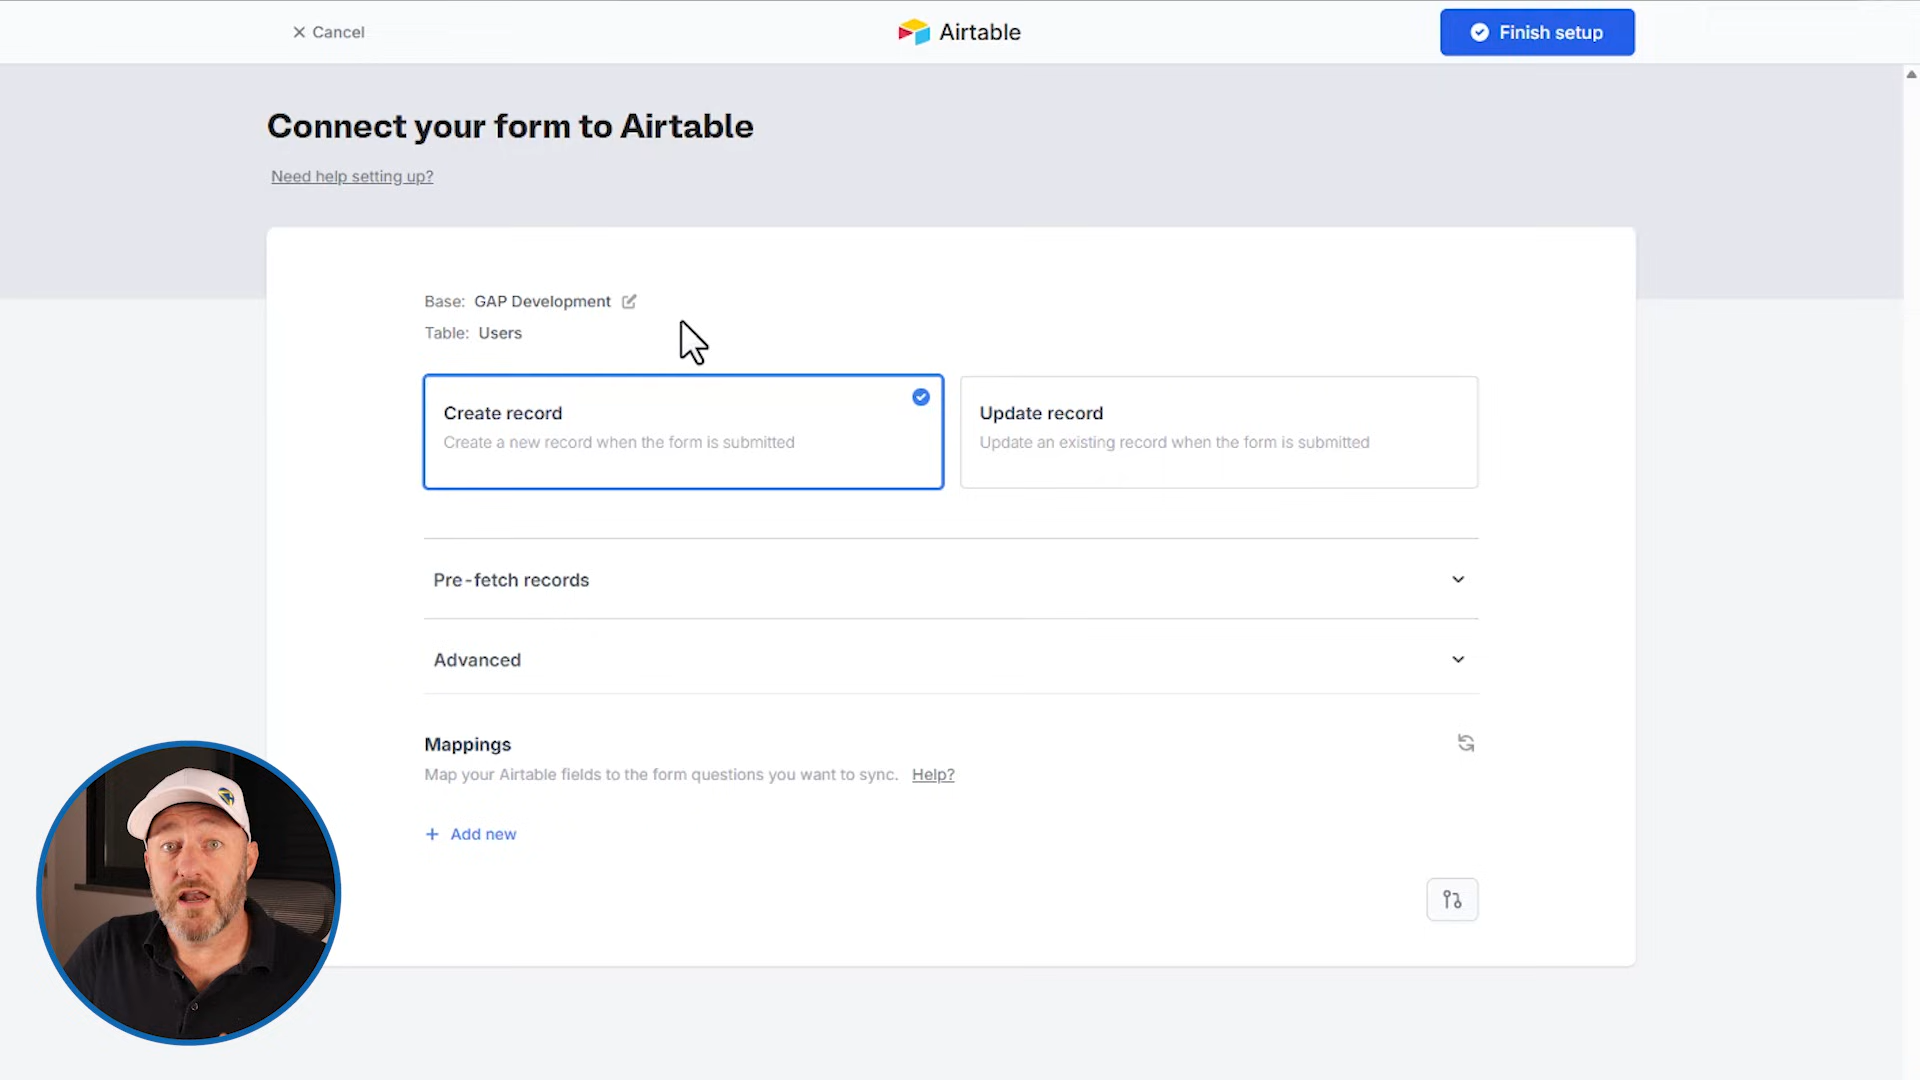 Cancel
Airtable
Finish setup
Connect your form to Airtable
Need help setting up?
Base: GAP Development
Table: Users
Create record
Create a new record when the form is submitted
Update record
Update an existing record when the form is submitted
Pre-fetch records
Advanced
Mappings
Map your Airtable fields to the form questions you want to sync. Help?
+ Add new